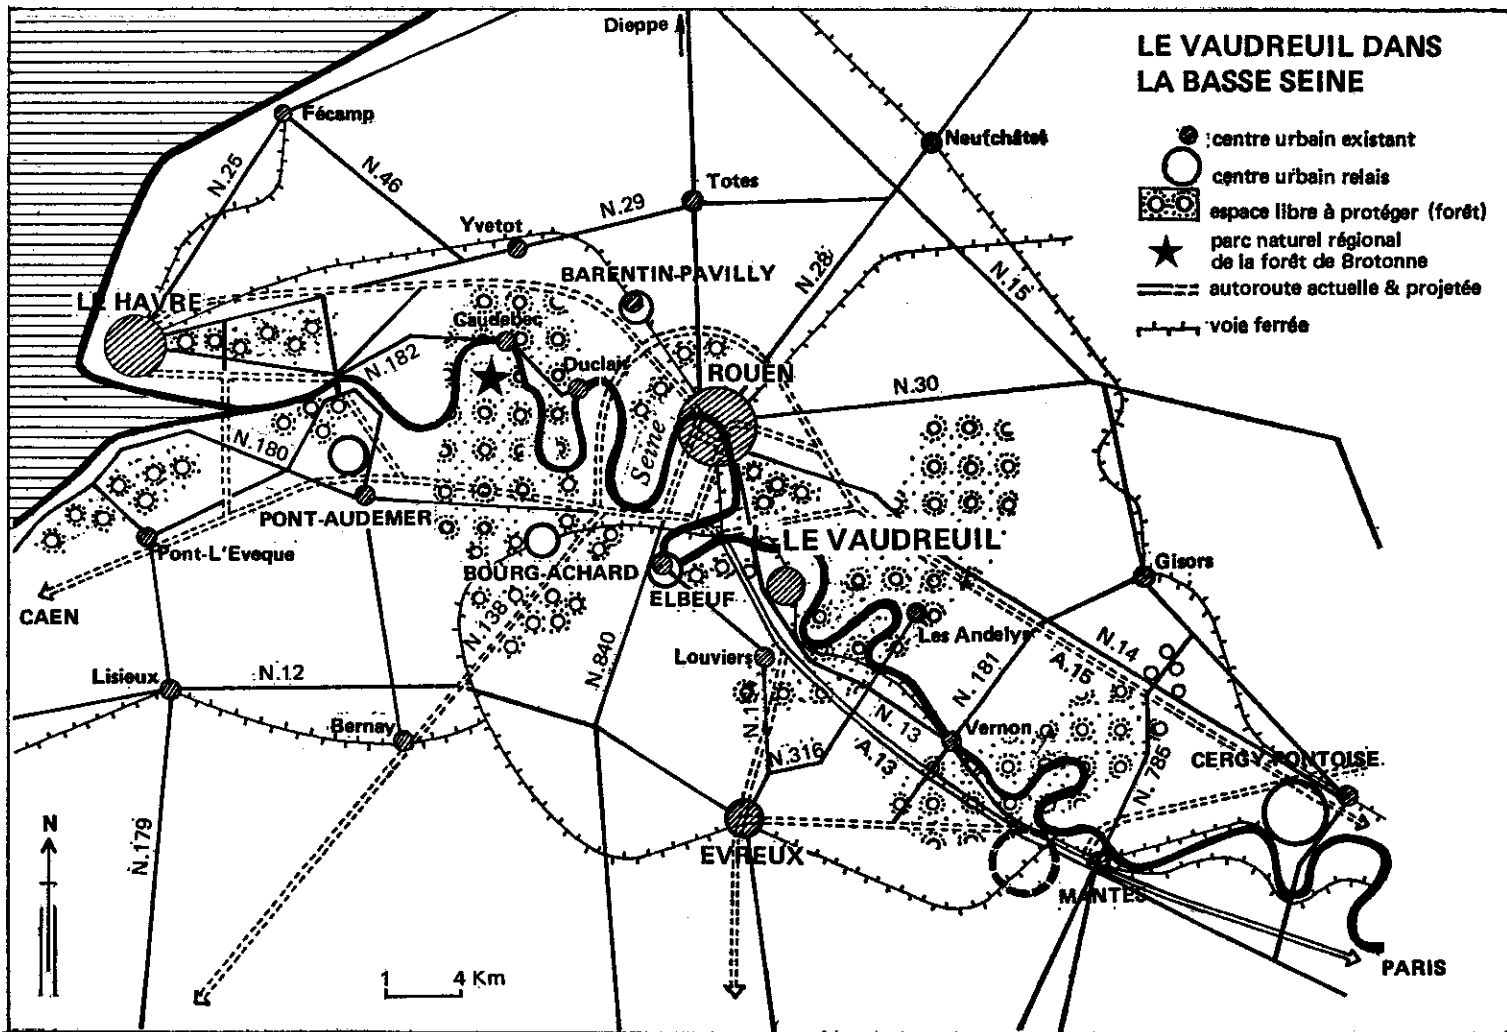 LE VAUDREUIL DANS
LA BASSE SEINE
centre urbain existant
centre urbain relais
espace libre à protéger (forêt)
parc naturel régional
de la forêt de Brotonne
autoroute actuelle & projetée
voie ferrée
Dieppe
Fécamp
Neufchâtel
N.25
N.46
Totes
N.29
Yvetot
BARENTIN-PAVILLY
N.28
N.15
LE HAVRE
Caudebec
N.182
Duclair
ROUEN
N.30
Seine
N.180
PONT-AUDEMER
Pont-L'Eveque
LE VAUDREUIL
BOURG-ACHARD
ELBEUF
Gisors
CAEN
Les Andelys
N.138
N.840
Louviers
N.14
A.15
N.181
Lisieux
N.12
Bernay
N.13
A.13
Vernon
N.316
N.786
CERGY-PONTOISE
N
N.179
EVREUX
MANTES
1 4 Km
PARIS